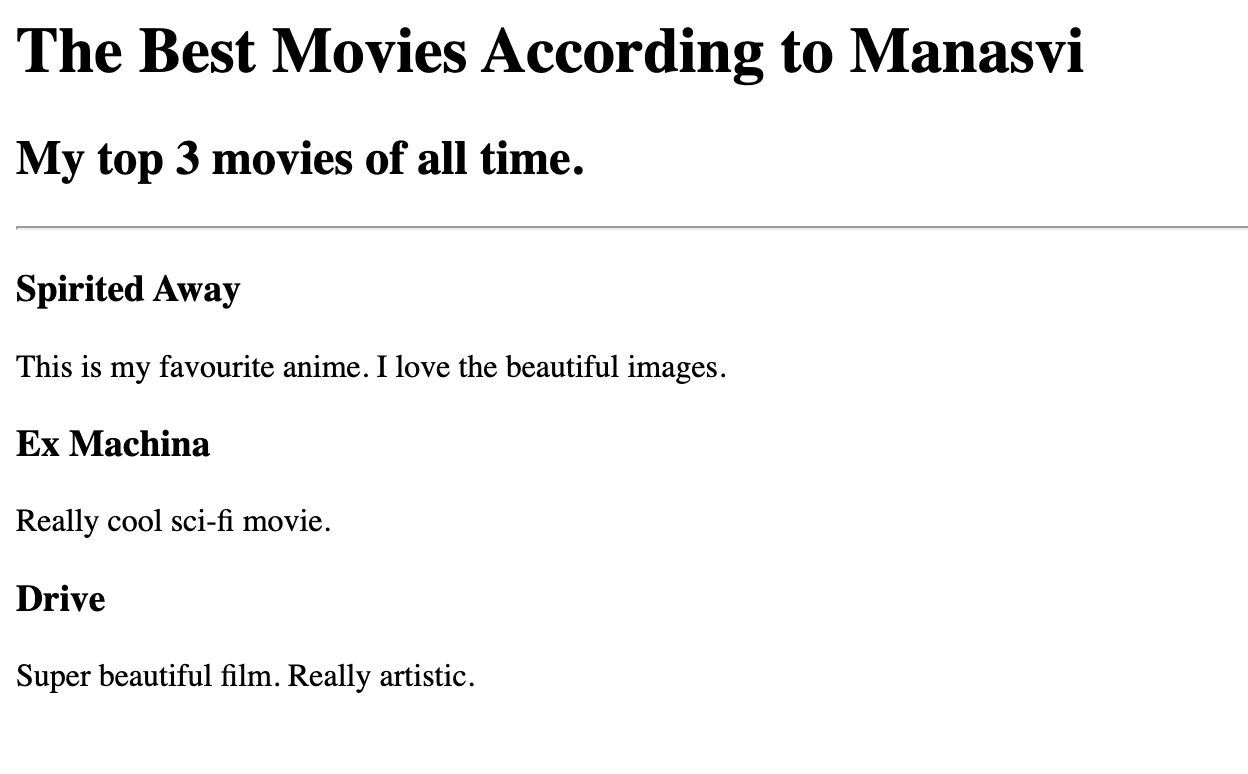 The Best Movies According to Manasvi
My top 3 movies of all time.
Spirited Away
This is my favourite anime. I love the beautiful images.
Ex Machina
Really cool sci-fi movie.
Drive
Super beautiful film. Really artistic.